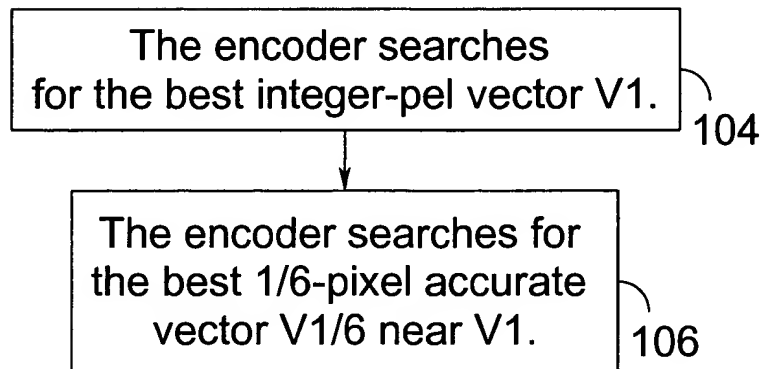 The encoder searches
for the best integer-pel vector V1.
104
The encoder searches for
the best 1/6-pixel accurate
vector V1/6 near V1.
106